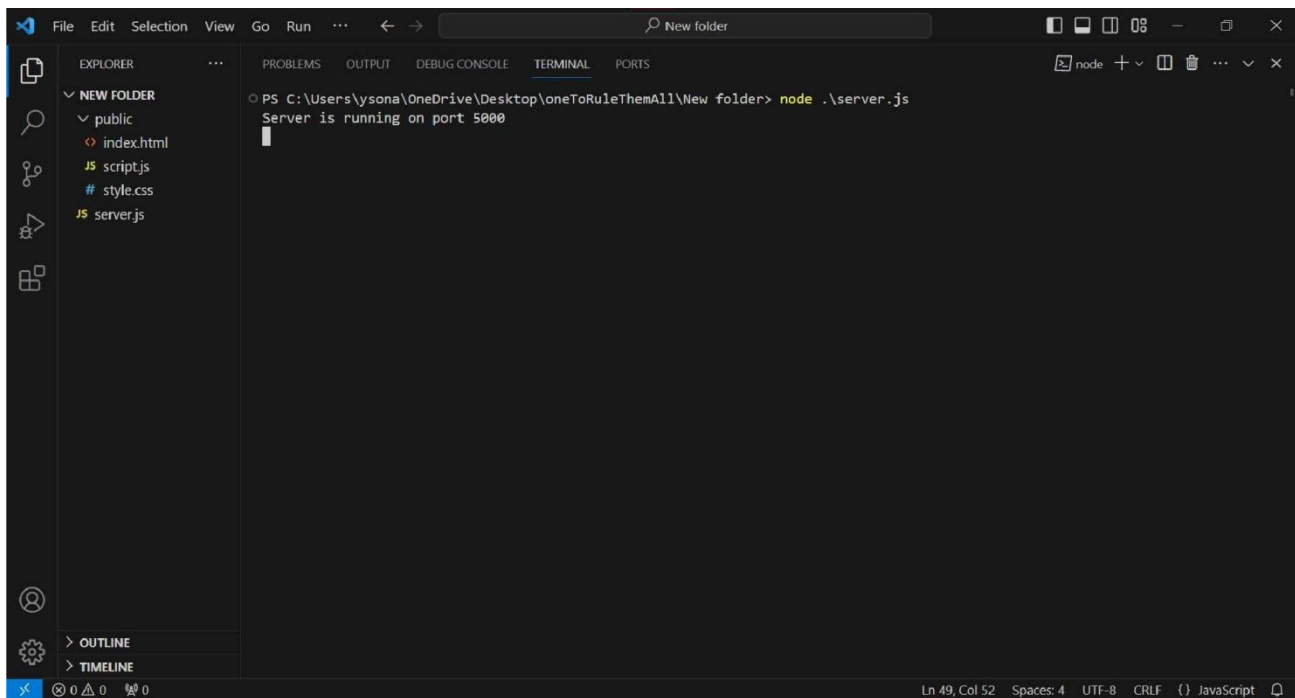 File Edit Selection View Go Run ··· New folder
EXPLORER ···
NEW FOLDER
public
<> index.html
JS script.js
# style.css
JS server.js
OUTLINE
TIMELINE
PROBLEMS OUTPUT DEBUG CONSOLE TERMINAL PORTS
node
PS C:\Users\ysona\OneDrive\Desktop\oneToRuleThemAll\New folder> node .\server.js
Server is running on port 5000
0 0 0
Ln 49, Col 52 Spaces: 4 UTF-8 CRLF {} JavaScript